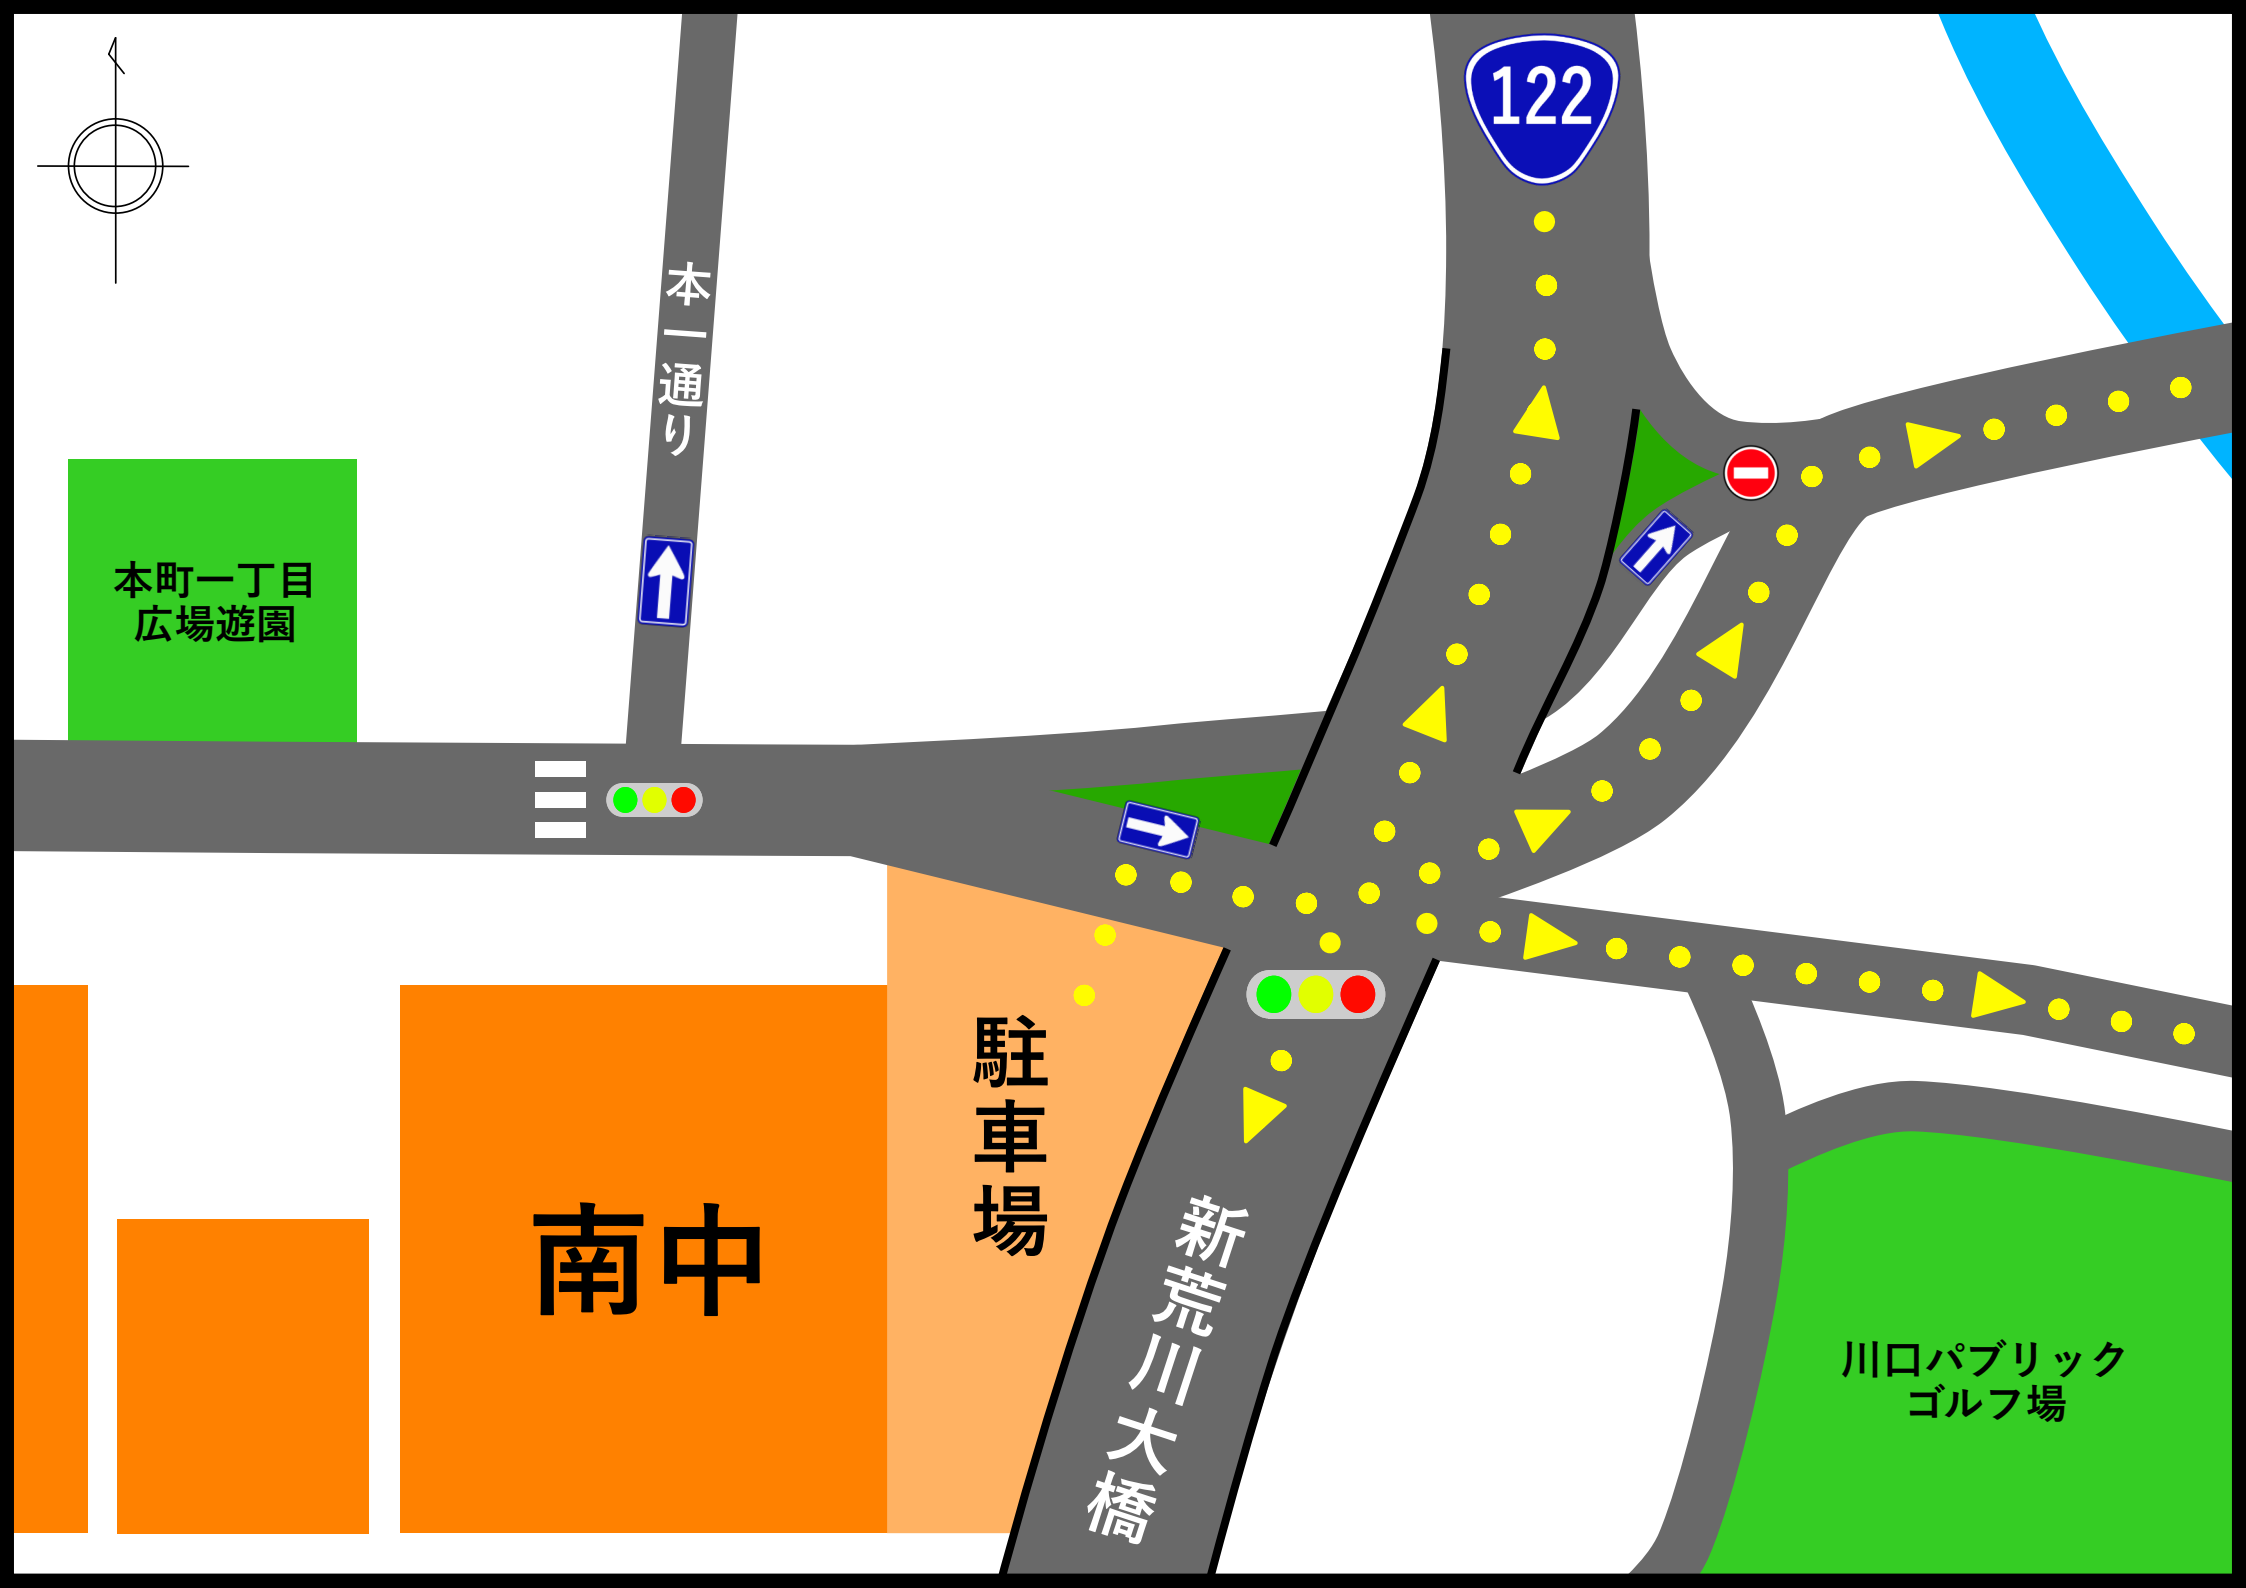 122
本一通り
本町一丁目
広場遊園
駐車場
南中
新荒川大橋
川口パブリック
ゴルフ場